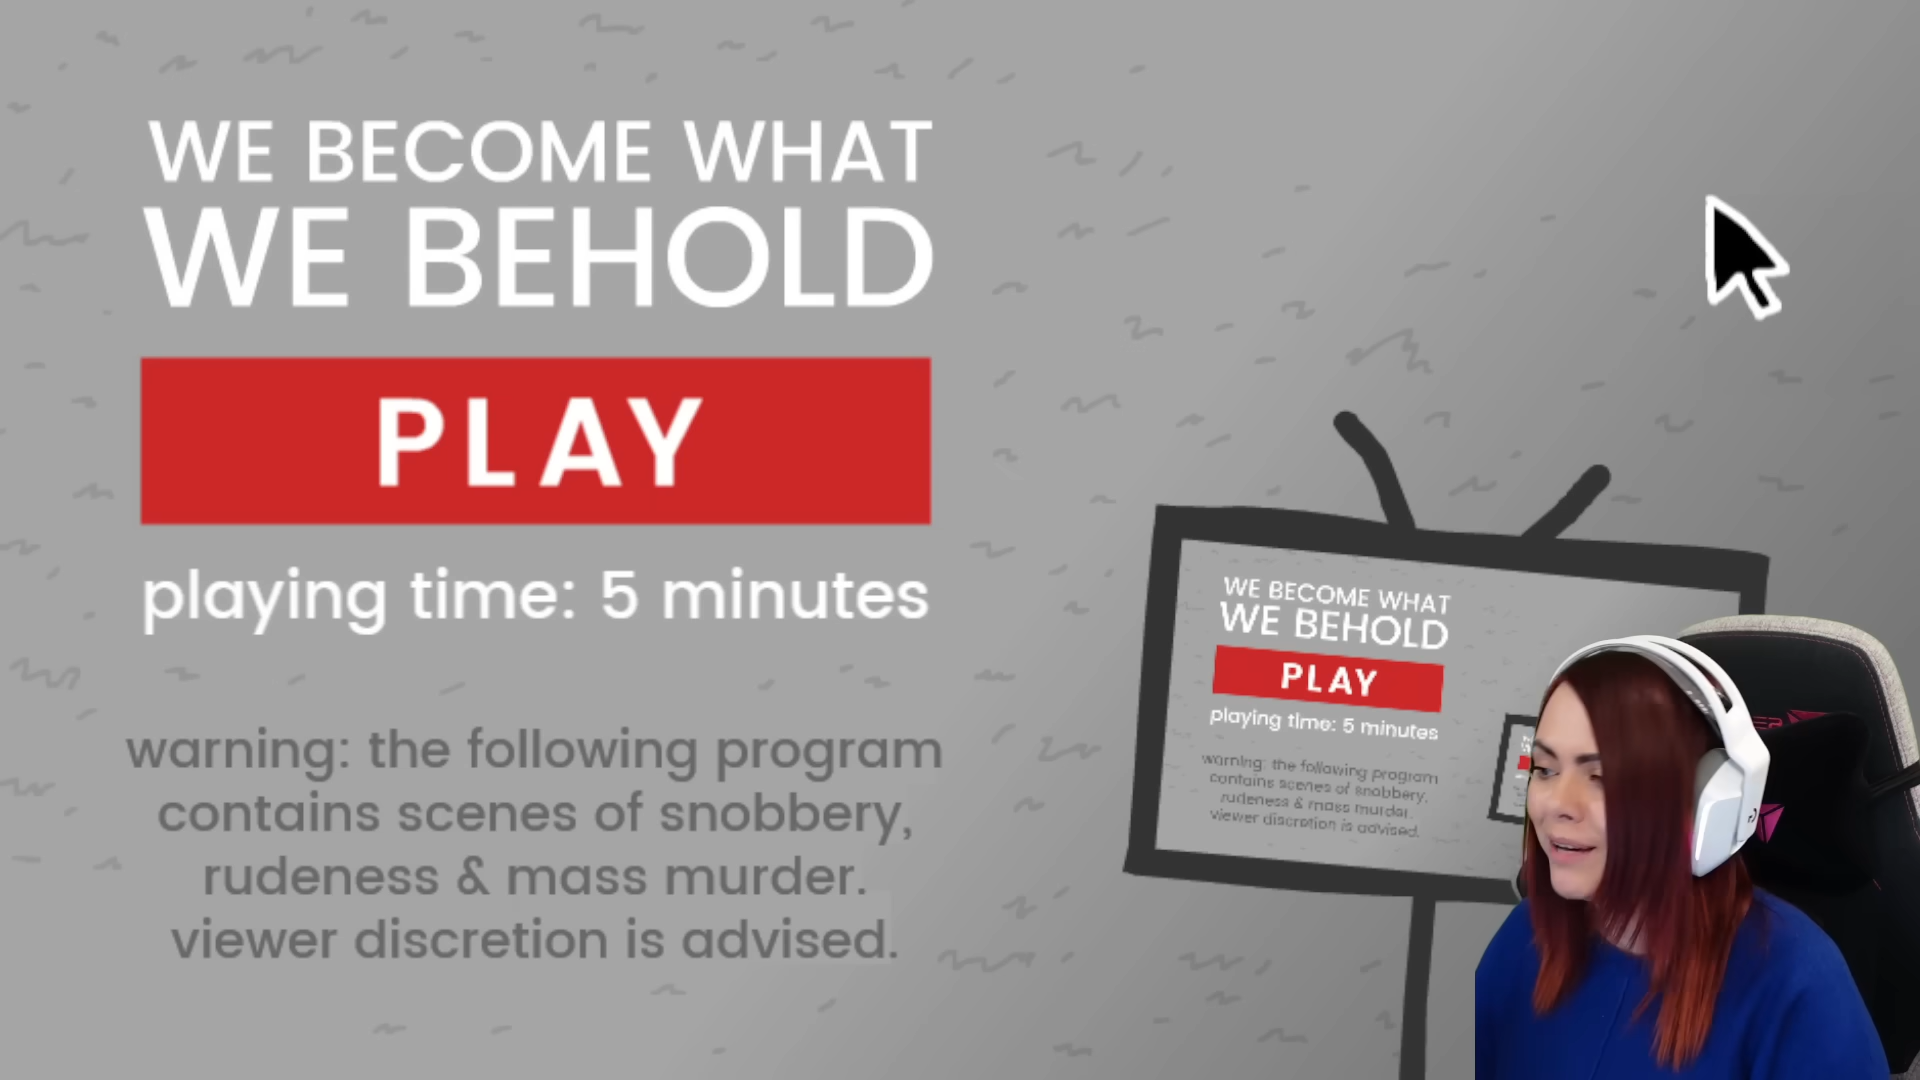 WE BECOME WHAT
WE BEHOLD
PLAY
playing time: 5 minutes
warning: the following program
contains scenes of snobbery,
rudeness & mass murder.
viewer discretion is advised.
WE BECOME WHAT
WE BEHOLD
PLAY
playing time: 5 minutes
warning: the following program
contains scenes of snobbery,
rudeness & mass murder.
viewer discretion is advised.